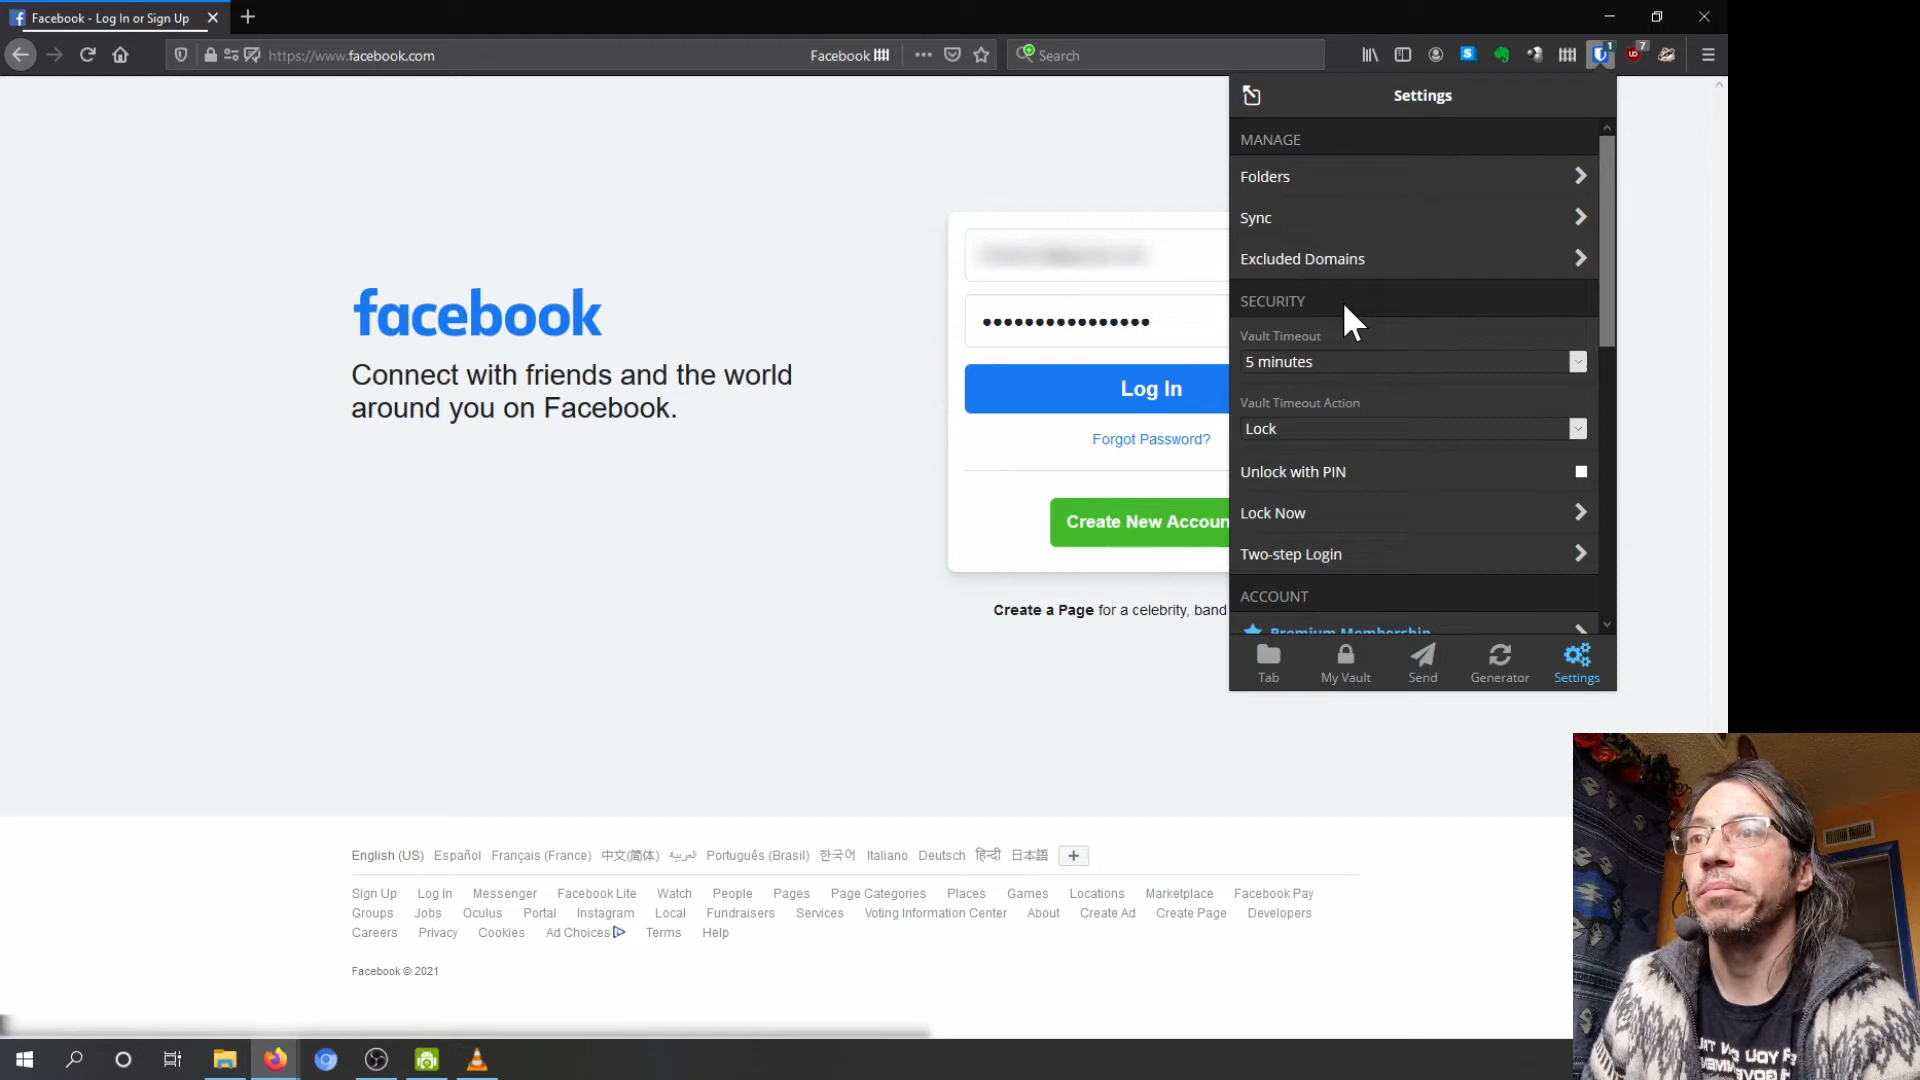 Facebook - Log In or Sign Up
https://www.facebook.com
Facebook
Search
S
1
7
Settings
MANAGE
Folders
Sync
Excluded Domains
SECURITY
Vault Timeout
5 minutes
Vault Timeout Action
Lock
Unlock with PIN
Lock Now
Two-step Login
ACCOUNT
Premium Membership
Tab
My Vault
Send
Generator
Settings
facebook
Connect with friends and the world
around you on Facebook.
Log In
Forgot Password?
Create New Accoun
Create a Page for a celebrity, band
English (US) Español Français (France) 中文(简体) العربية Português (Brasil) 한국어 Italiano Deutsch हिन्दी 日本語
Sign Up Log In Messenger Facebook Lite Watch People Pages Page Categories Places Games Locations Marketplace Facebook Pay
Groups Jobs Oculus Portal Instagram Local Fundraisers Services Voting Information Center About Create Ad Create Page Developers
Careers Privacy Cookies Ad Choices Terms Help
Facebook © 2021